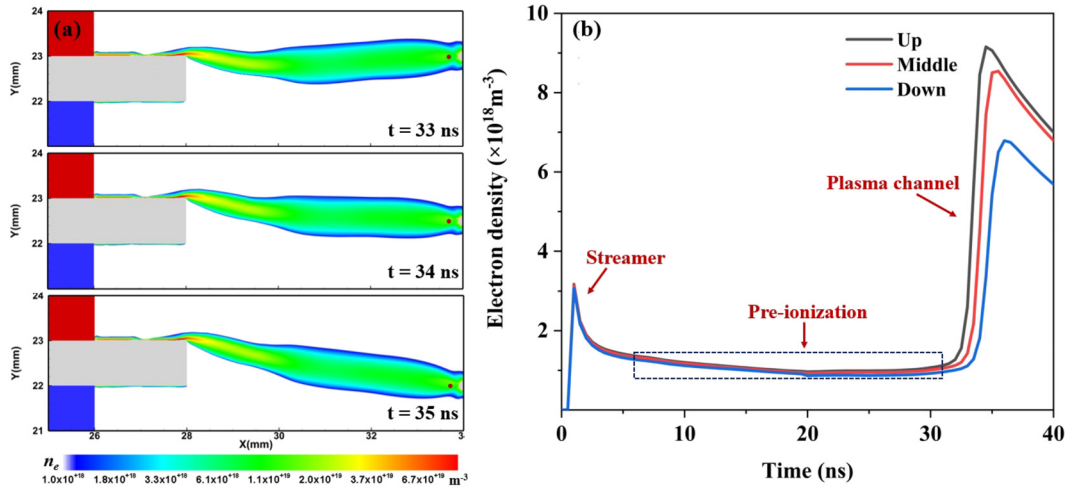 (a)
24
23
22
Y(mm)
t = 33 ns
24
23
22
Y(mm)
t = 34 ns
24
23
22
21
Y(mm)
t = 35 ns
26 28 30 32 3
X(mm)
nₑ
1.0x10⁺¹⁸ 1.8x10⁺¹⁸ 3.3x10⁺¹⁸ 6.1x10⁺¹⁸ 1.1x10⁺¹⁹ 2.0x10⁺¹⁹ 3.7x10⁺¹⁹ 6.7x10⁺¹⁹ m⁻³
(b)
Up
Middle
Down
Plasma channel
Streamer
Pre-ionization
Electron density (×10¹⁸m⁻³)
10
8
6
4
2
0 10 20 30 40
Time (ns)